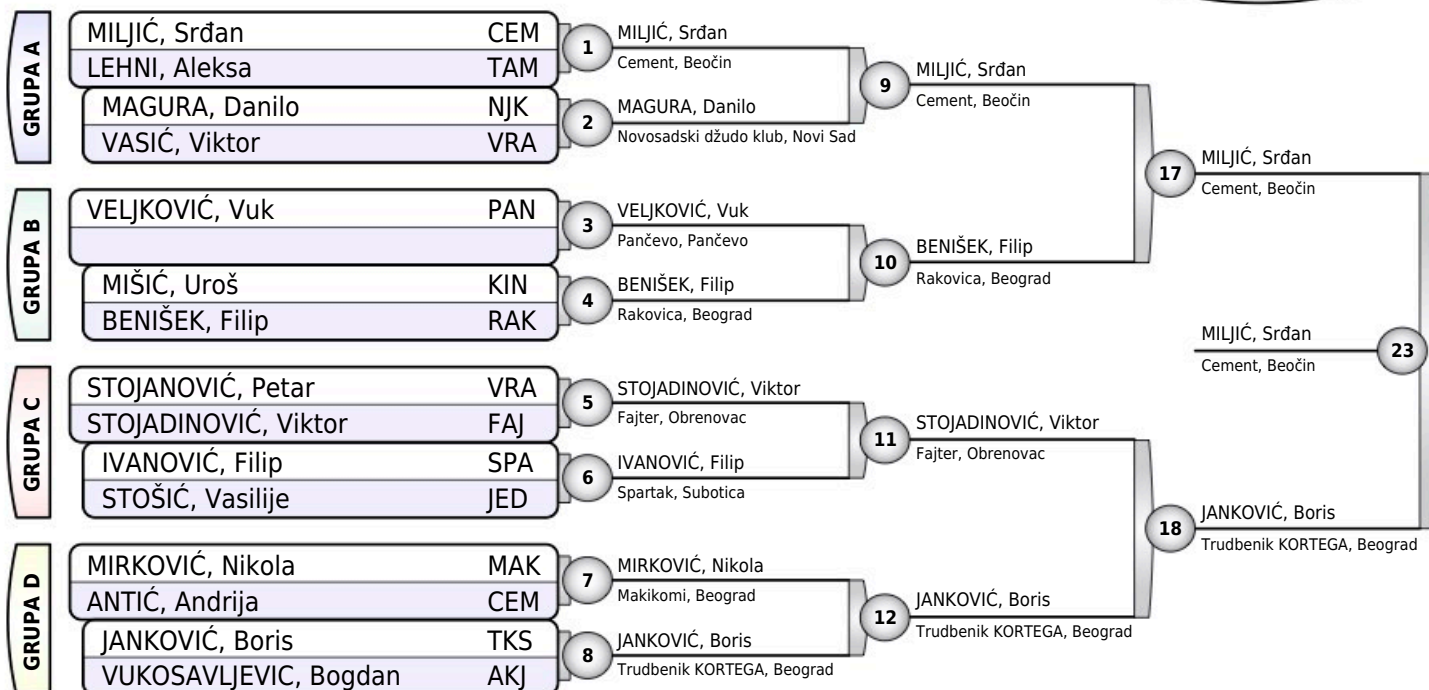 GRUPA A
MILJIĆ, Srđan CEM
LEHNI, Aleksa TAM
MAGURA, Danilo NJK
VASIĆ, Viktor VRA
GRUPA B
VELJKOVIĆ, Vuk PAN
MIŠIĆ, Uroš KIN
BENIŠEK, Filip RAK
GRUPA C
STOJANOVIĆ, Petar VRA
STOJADINOVIĆ, Viktor FAJ
IVANOVIĆ, Filip SPA
STOŠIĆ, Vasilije JED
GRUPA D
MIRKOVIĆ, Nikola MAK
ANTIĆ, Andrija CEM
JANKOVIĆ, Boris TKS
VUKOSAVLJEVIC, Bogdan AKJ
1
MILJIĆ, Srđan
Cement, Beočin
2
MAGURA, Danilo
Novosadski džudo klub, Novi Sad
3
VELJKOVIĆ, Vuk
Pančevo, Pančevo
4
BENIŠEK, Filip
Rakovica, Beograd
5
STOJADINOVIĆ, Viktor
Fajter, Obrenovac
6
IVANOVIĆ, Filip
Spartak, Subotica
7
MIRKOVIĆ, Nikola
Makikomi, Beograd
8
JANKOVIĆ, Boris
Trudbenik KORTEGA, Beograd
9
MILJIĆ, Srđan
Cement, Beočin
10
BENIŠEK, Filip
Rakovica, Beograd
11
STOJADINOVIĆ, Viktor
Fajter, Obrenovac
12
JANKOVIĆ, Boris
Trudbenik KORTEGA, Beograd
17
MILJIĆ, Srđan
Cement, Beočin
18
JANKOVIĆ, Boris
Trudbenik KORTEGA, Beograd
MILJIĆ, Srđan
Cement, Beočin
23